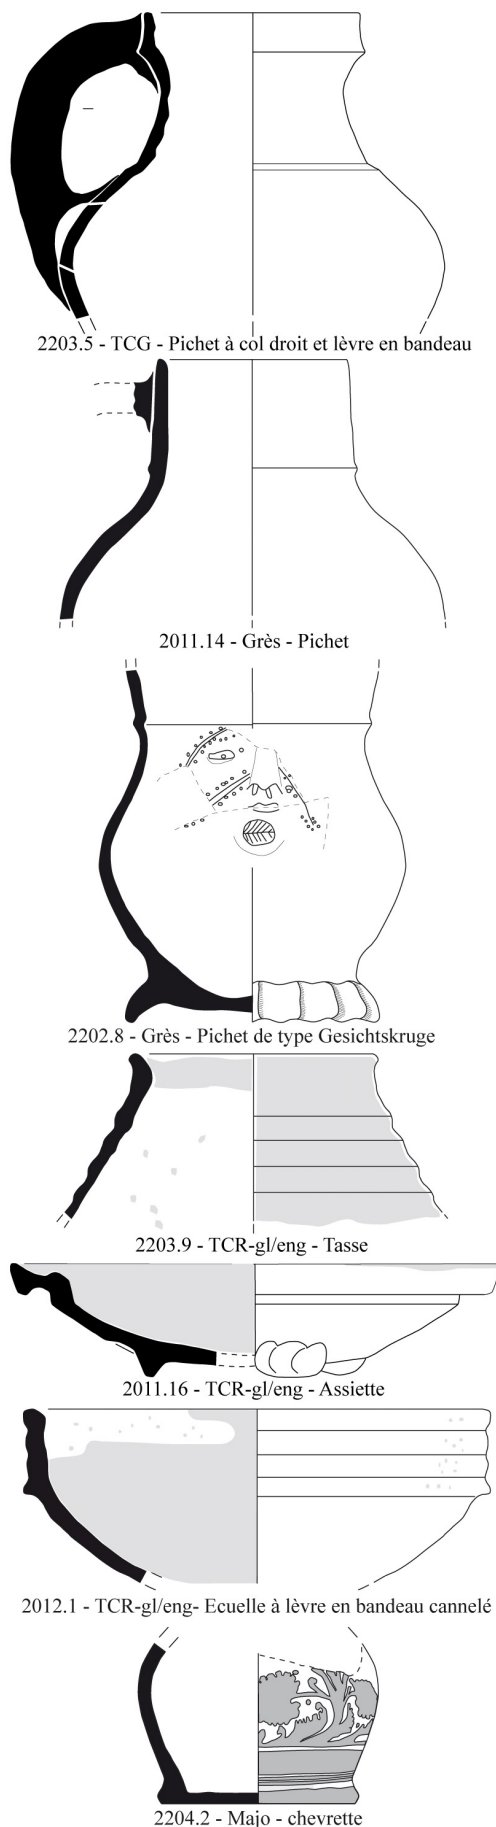 2203.5 - TCG - Pichet à col droit et lèvre en bandeau
2011.14 - Grès - Pichet
2202.8 - Grès - Pichet de type Gesichtskruge
2203.9 - TCR-gl/eng - Tasse
2011.16 - TCR-gl/eng - Assiette
2012.1 - TCR-gl/eng- Ecuelle à lèvre en bandeau cannelé
2204.2 - Majo - chevrette